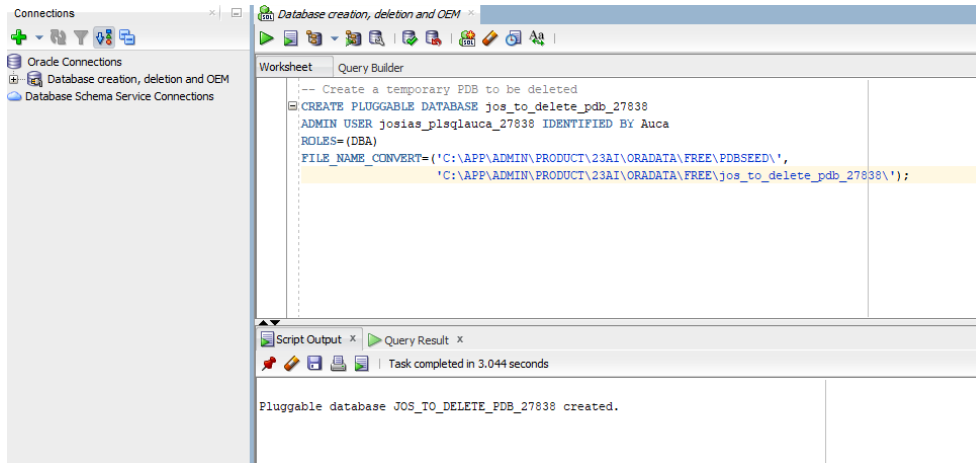 Connections
Oracle Connections
Database creation, deletion and OEM
Database Schema Service Connections
Database creation, deletion and OEM
Worksheet Query Builder
-- Create a temporary PDB to be deleted
CREATE PLUGGABLE DATABASE jos_to_delete_pdb_27838
ADMIN USER josias_plsqlauca_27838 IDENTIFIED BY Auca
ROLES=(DBA)
FILE_NAME_CONVERT=('C:\APP\ADMIN\PRODUCT\23AI\ORADATA\FREE\PDBSEED\',
'C:\APP\ADMIN\PRODUCT\23AI\ORADATA\FREE\jos_to_delete_pdb_27838\');
Script Output x Query Result x
Task completed in 3.044 seconds
Pluggable database JOS_TO_DELETE_PDB_27838 created.